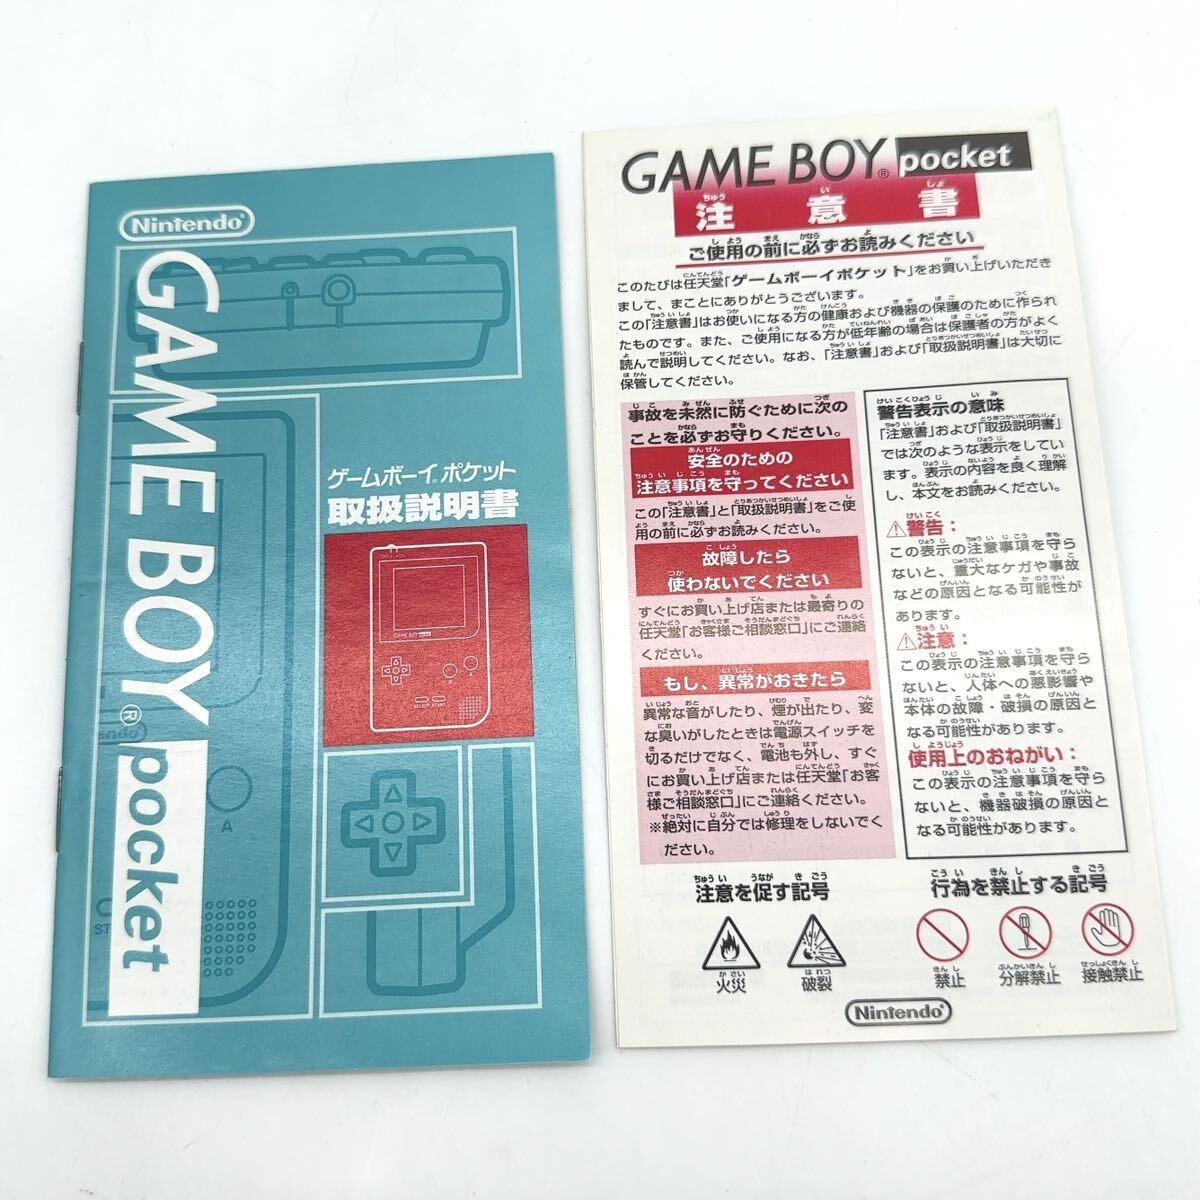 Nintendo
GAME BOY® pocket
ゲームボーイ®ポケット
取扱説明書
GAME BOY pocket
B
A
SELECT START
Nintendo
A
ST
GAME BOY® pocket
注意書
ご使用の前に必ずお読みください
このたびは任天堂「ゲームボーイポケット」をお買い上げいただき
まして、まことにありがとうございます。
この「注意書」はお使いになる方の健康および機器の保護のために作られ
たものです。また、ご使用になる方が低年齢の場合は保護者の方がよく
読んで説明してください。なお、「注意書」および「取扱説明書」は大切に
保管してください。
事故を未然に防ぐために次の
ことを必ずお守りください。
安全のための
注意事項を守ってください
この「注意書」と「取扱説明書」をご使
用の前に必ずお読みください。
故障したら
使わないでください
すぐにお買い上げ店または最寄りの
任天堂「お客様ご相談窓口」にご連絡
ください。
もし、異常がおきたら
異常な音がしたり、煙が出たり、変
な臭いがしたときは電源スイッチを
切るだけでなく、電池も外し、すぐ
にお買い上げ店または任天堂「お客
様ご相談窓口」にご連絡ください。
※絶対に自分では修理をしないでく
ださい。
警告表示の意味
「注意書」および「取扱説明書」
では次のような表示をしてい
ます。表示の内容を良く理解
し、本文をお読みください。
⚠警告：
この表示の注意事項を守ら
ないと、重大なケガや事故
などの原因となる可能性が
あります。
⚠注意：
この表示の注意事項を守ら
ないと、人体への悪影響や
本体の故障・破損の原因と
なる可能性があります。
使用上のおねがい：
この表示の注意事項を守ら
ないと、機器破損の原因と
なる可能性があります。
注意を促す記号
火災
破裂
行為を禁止する記号
禁止
分解禁止
接触禁止
Nintendo